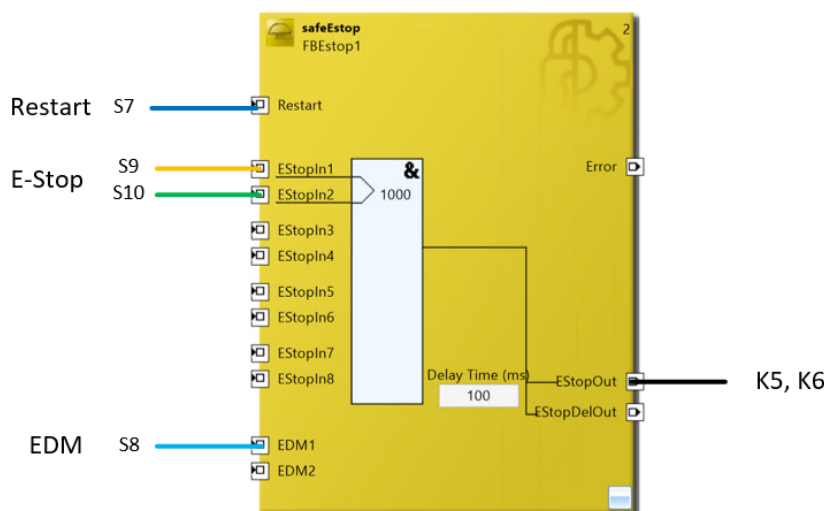 safeEstop
2
FBEstop1
Restart S7 Restart
E-Stop
S9 EStopIn1
S10 EStopIn2
&
1000
Error
EStopIn3
EStopIn4
EStopIn5
EStopIn6
EStopIn7
EStopIn8
Delay Time (ms)
100
EStopOut K5, K6
EStopDelOut
EDM S8 EDM1
EDM2